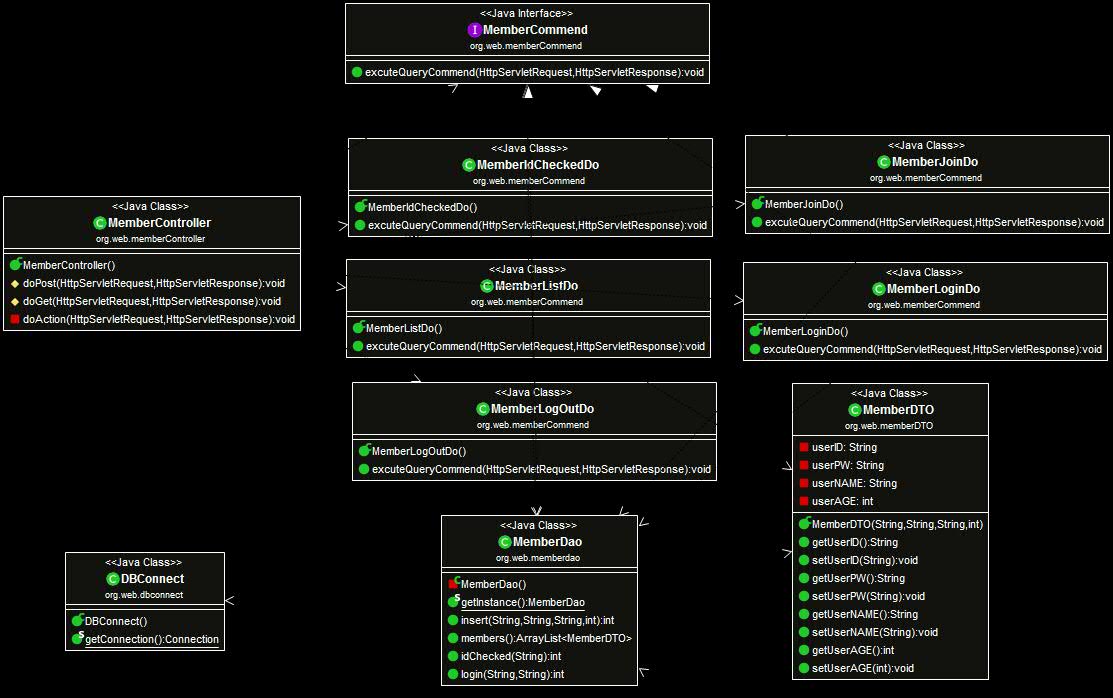 <<Java Interface>>
MemberCommend
org.web.memberCommend
excuteQueryCommend(HttpServletRequest,HttpServletResponse):void
<<Java Class>>
MemberIdCheckedDo
org.web.memberCommend
MemberIdCheckedDo()
excuteQueryCommend(HttpServletRequest,HttpServletResponse):void
<<Java Class>>
MemberJoinDo
org.web.memberCommend
MemberJoinDo()
excuteQueryCommend(HttpServletRequest,HttpServletResponse):void
<<Java Class>>
MemberController
org.web.memberController
MemberController()
doPost(HttpServletRequest,HttpServletResponse):void
doGet(HttpServletRequest,HttpServletResponse):void
doAction(HttpServletRequest,HttpServletResponse):void
<<Java Class>>
MemberListDo
org.web.memberCommend
MemberListDo()
excuteQueryCommend(HttpServletRequest,HttpServletResponse):void
<<Java Class>>
MemberLoginDo
org.web.memberCommend
MemberLoginDo()
excuteQueryCommend(HttpServletRequest,HttpServletResponse):void
<<Java Class>>
MemberLogOutDo
org.web.memberCommend
MemberLogOutDo()
excuteQueryCommend(HttpServletRequest,HttpServletResponse):void
<<Java Class>>
MemberDTO
org.web.memberDTO
userID: String
userPW: String
userNAME: String
userAGE: int
MemberDTO(String,String,String,int)
getUserID():String
setUserID(String):void
getUserPW():String
setUserPW(String):void
getUserNAME():String
setUserNAME(String):void
getUserAGE():int
setUserAGE(int):void
<<Java Class>>
MemberDao
org.web.memberdao
MemberDao()
getInstance():MemberDao
insert(String,String,String,int):int
members():ArrayList<MemberDTO>
idChecked(String):int
login(String,String):int
<<Java Class>>
DBConnect
org.web.dbconnect
DBConnect()
getConnection():Connection